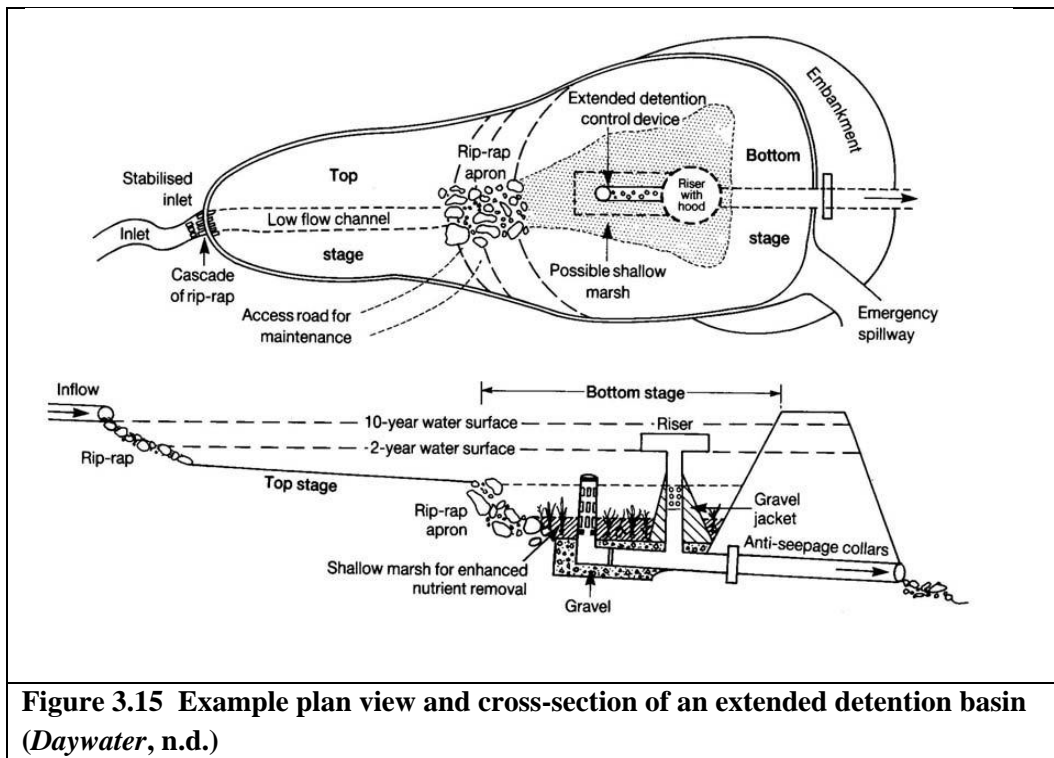 Embankment
Extended detention
control device
Rip-rap
apron
Top
Bottom
Stabilised
inlet
Riser
with
hood
Low flow channel
Inlet
stage
stage
Cascade
of rip-rap
Possible shallow
marsh
Access road for
maintenance
Emergency
spillway
Inflow
Bottom stage
10-year water surface
Riser
2-year water surface
Rip-rap
Top stage
Gravel
jacket
Rip-rap
apron
Anti-seepage collars
Shallow marsh for enhanced
nutrient removal
Gravel
Figure 3.15 Example plan view and cross-section of an extended detention basin
(Daywater, n.d.)